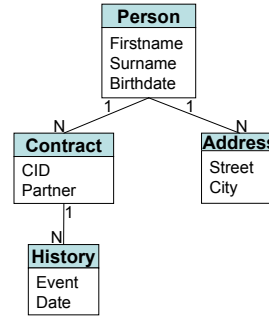 Person
Firstname
Surname
Birthdate
1 1
N N
Contract Address
CID Street
Partner City
1
N
History
Event
Date